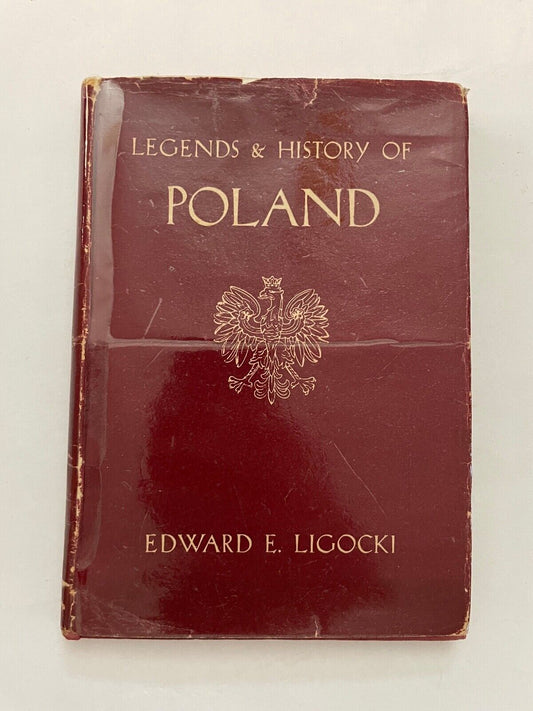 LEGENDS & HISTORY OF
POLAND
EDWARD E. LIGOCKI